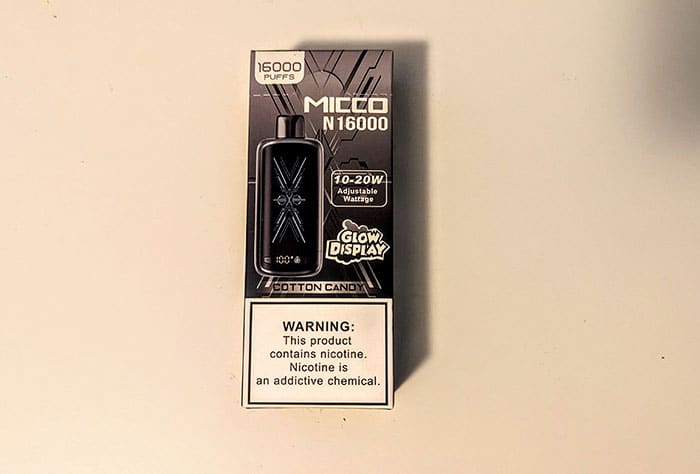 16000
PUFFS
MICCO
N16000
10-20W
Adjustable
Wattage
GLOW
DISPLAY
100%
COTTON CANDY
WARNING:
This product
contains nicotine.
Nicotine is
an addictive chemical.